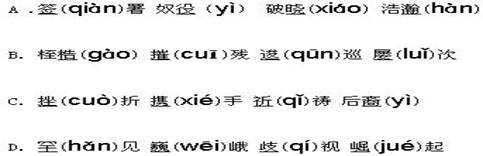 A .签(qiàn)署 奴役 (yì) 破晓(xiáo) 浩瀚(hàn)
B. 桎梏(gào) 摧(cuī)残 逡(qūn)巡 屡(luǐ)次
C. 挫(cuò)折 携(xié)手 祈(qǐ)祷 后裔(yì)
D. 罕(hǎn)见 巍(wēi)峨 歧(qí)视 崛(jué)起